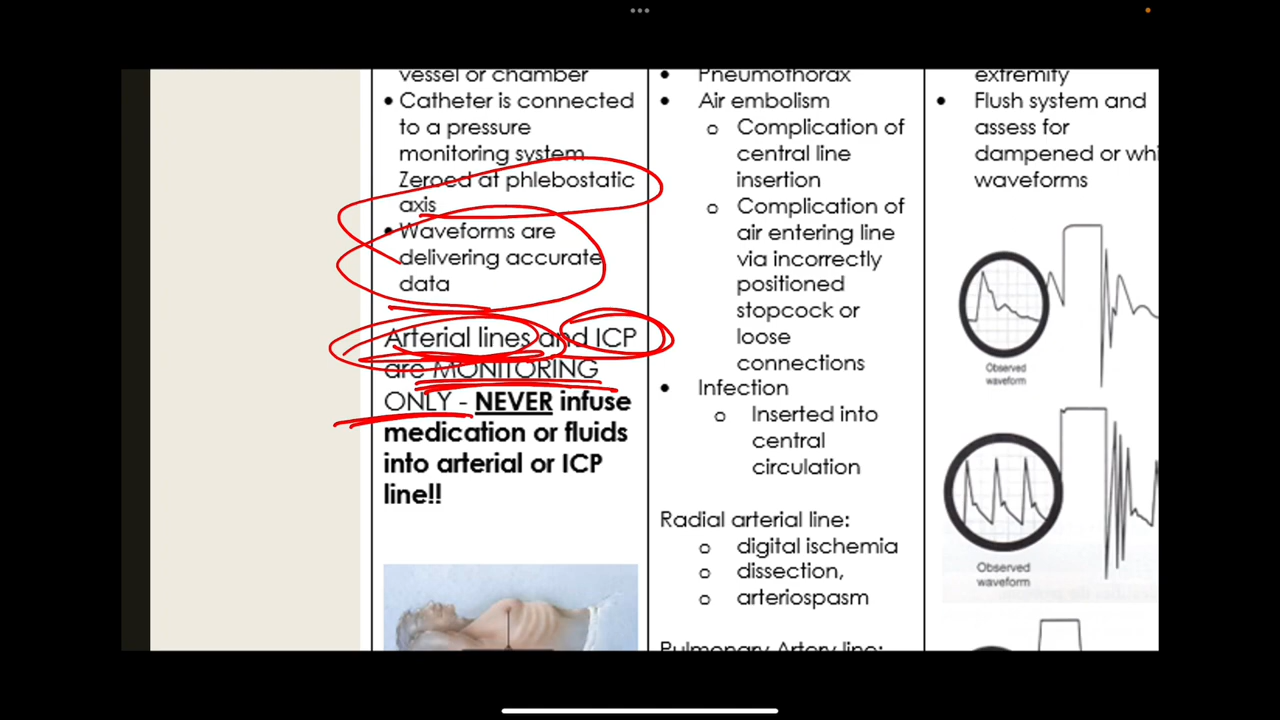 vessel or chamber
• Catheter is connected
to a pressure
monitoring system
Zeroed at phlebostatic
axis
• Waveforms are
delivering accurate
data
Arterial lines and ICP
are MONITORING
ONLY - NEVER infuse
medication or fluids
into arterial or ICP
line!!
• Pneumothorax
• Air embolism
o Complication of
central line
insertion
o Complication of
air entering line
via incorrectly
positioned
stopcock or
loose
connections
• Infection
o Inserted into
central
circulation
Radial arterial line:
o digital ischemia
o dissection,
o arteriospasm
Pulmonary Artery line:
extremity
• Flush system and
assess for
dampened or whi
waveforms
Observed
waveform
Observed
waveform